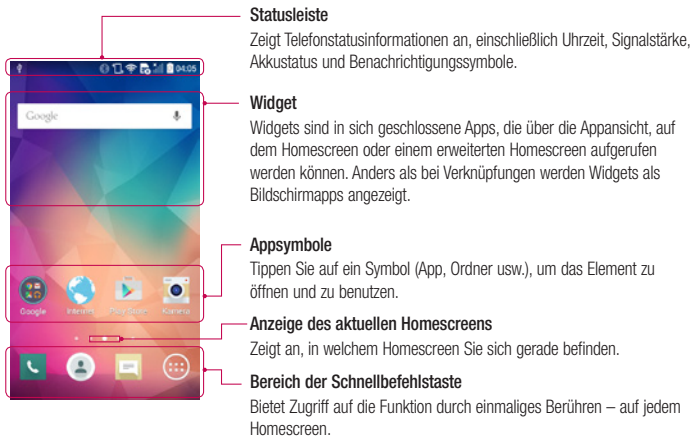 Statusleiste
Zeigt Telefonstatusinformationen an, einschließlich Uhrzeit, Signalstärke,
Akkustatus und Benachrichtigungssymbole.
04:05
Google
Widget
Widgets sind in sich geschlossene Apps, die über die Appansicht, auf
dem Homescreen oder einem erweiterten Homescreen aufgerufen
werden können. Anders als bei Verknüpfungen werden Widgets als
Bildschirmapps angezeigt.
Appsymbole
Tippen Sie auf ein Symbol (App, Ordner usw.), um das Element zu
öffnen und zu benutzen.
Google Internet Play Store Kamera
Anzeige des aktuellen Homescreens
Zeigt an, in welchem Homescreen Sie sich gerade befinden.
Bereich der Schnellbefehlstaste
Bietet Zugriff auf die Funktion durch einmaliges Berühren – auf jedem
Homescreen.